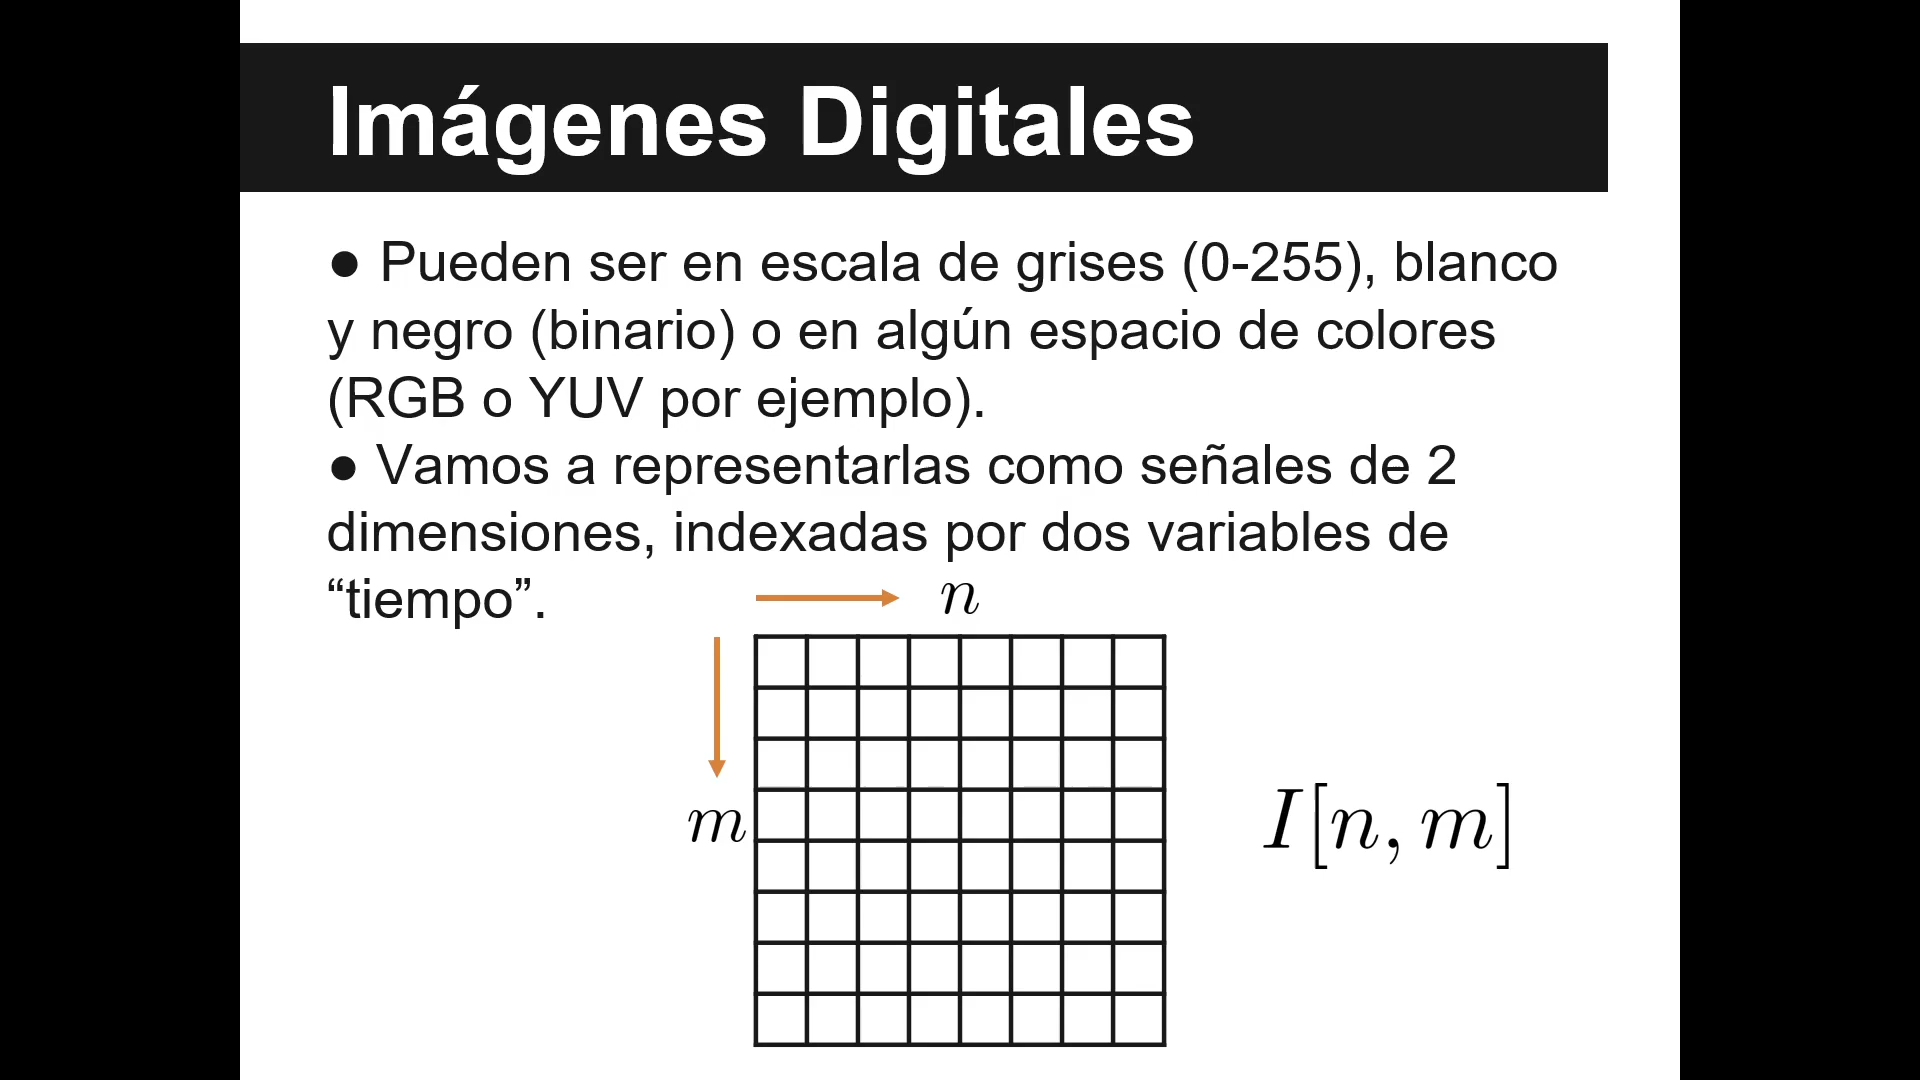 Imágenes Digitales
● Pueden ser en escala de grises (0-255), blanco
y negro (binario) o en algún espacio de colores
(RGB o YUV por ejemplo).
● Vamos a representarlas como señales de 2
dimensiones, indexadas por dos variables de
“tiempo”.
n
m
I[n, m]